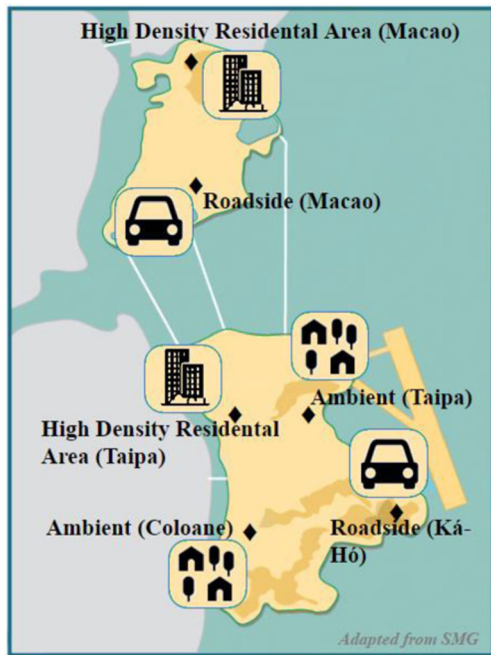 High Density Residental Area (Macao)
Roadside (Macao)
Ambient (Taipa)
High Density Residental
Area (Taipa)
Ambient (Coloane)
Roadside (Ká-
Hó)
Adapted from SMG